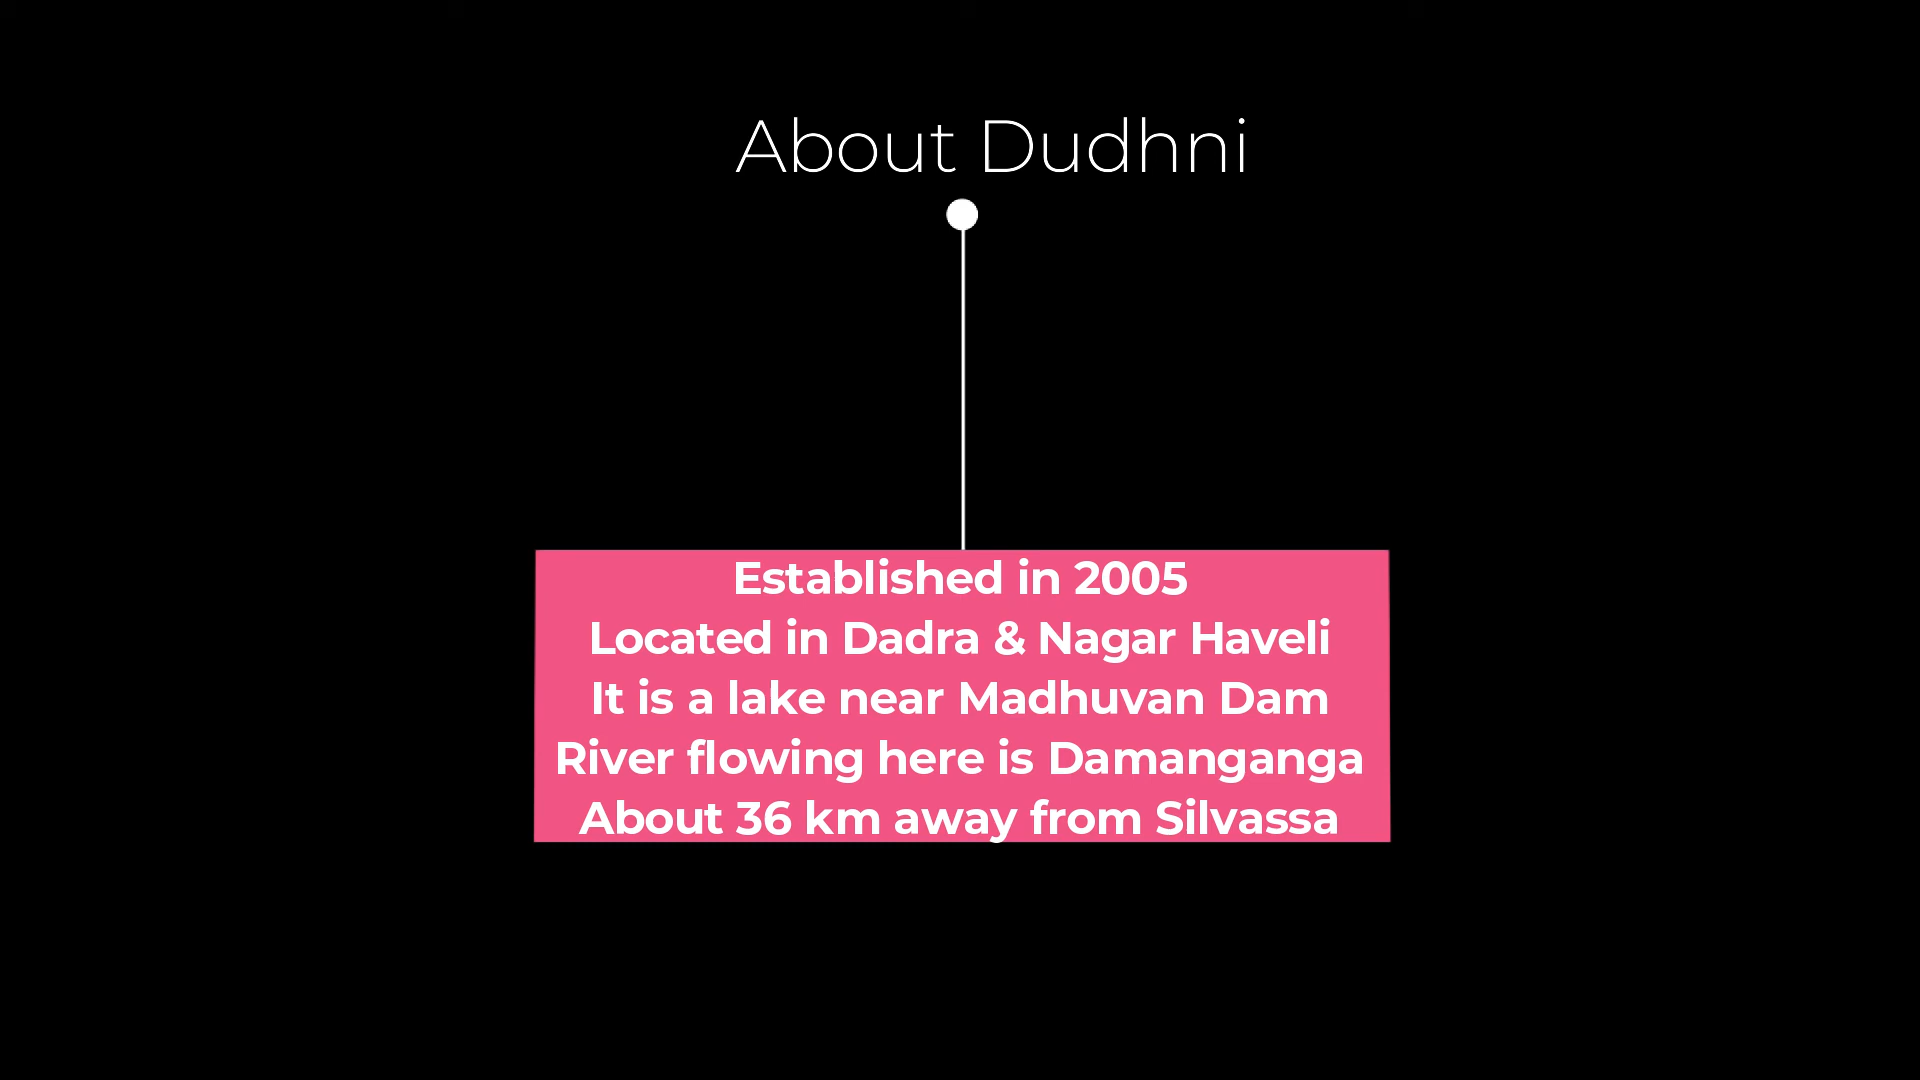 About Dudhni
Established in 2005
Located in Dadra & Nagar Haveli
It is a lake near Madhuvan Dam
River flowing here is Damanganga
About 36 km away from Silvassa